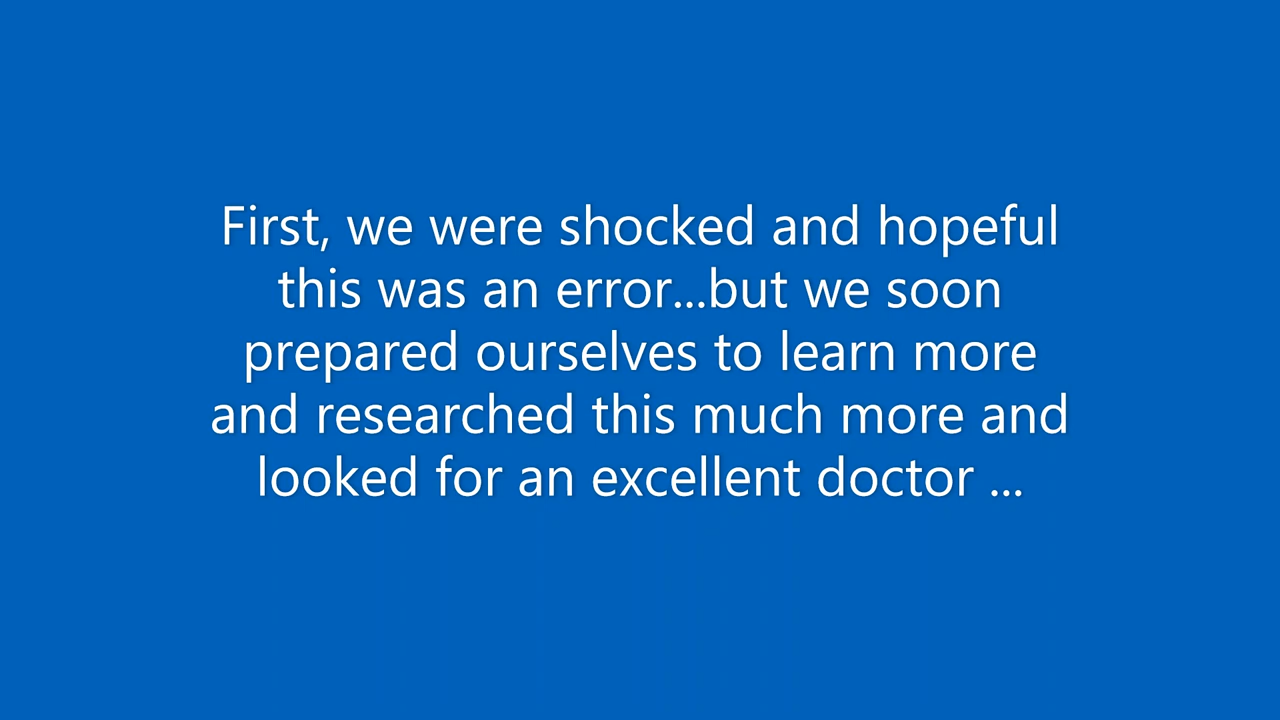 First, we were shocked and hopeful
this was an error...but we soon
prepared ourselves to learn more
and researched this much more and
looked for an excellent doctor ...